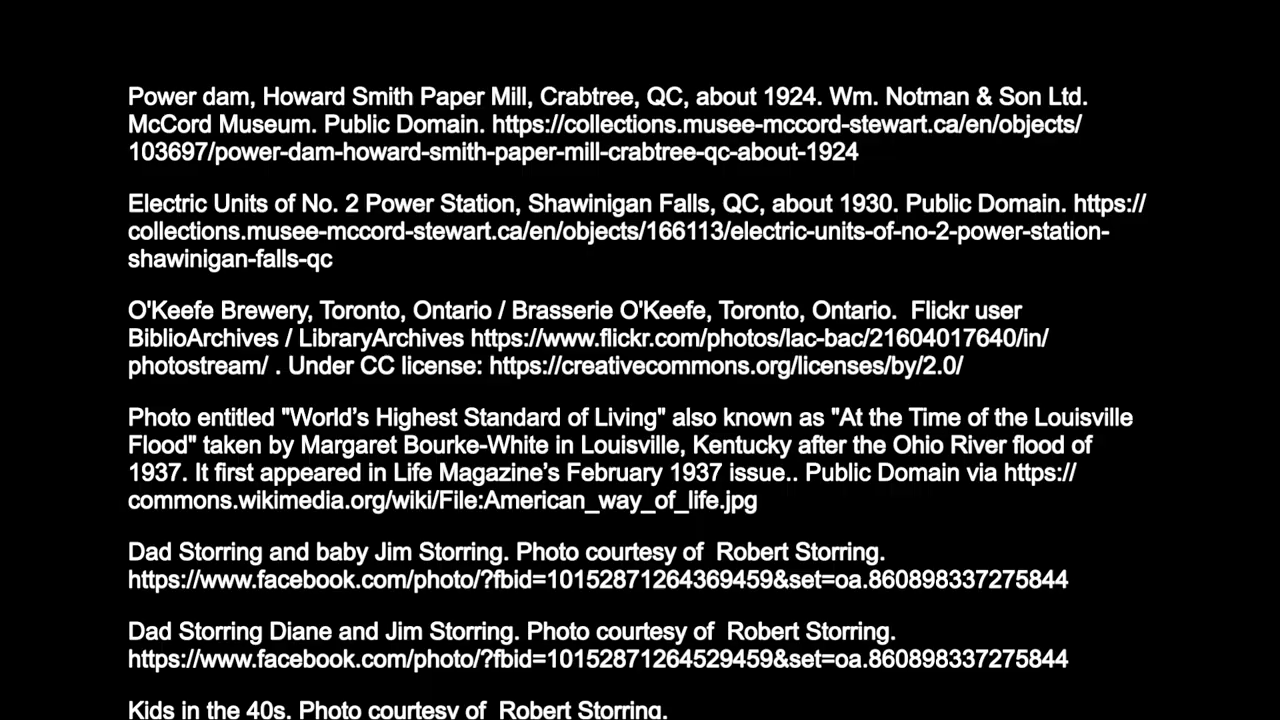 Power dam, Howard Smith Paper Mill, Crabtree, QC, about 1924. Wm. Notman & Son Ltd.
McCord Museum. Public Domain. https://collections.musee-mccord-stewart.ca/en/objects/
103697/power-dam-howard-smith-paper-mill-crabtree-qc-about-1924
Electric Units of No. 2 Power Station, Shawinigan Falls, QC, about 1930. Public Domain. https://
collections.musee-mccord-stewart.ca/en/objects/166113/electric-units-of-no-2-power-station-
shawinigan-falls-qc
O'Keefe Brewery, Toronto, Ontario / Brasserie O'Keefe, Toronto, Ontario.  Flickr user
BiblioArchives / LibraryArchives https://www.flickr.com/photos/lac-bac/21604017640/in/
photostream/ . Under CC license: https://creativecommons.org/licenses/by/2.0/
Photo entitled "World’s Highest Standard of Living" also known as "At the Time of the Louisville
Flood" taken by Margaret Bourke-White in Louisville, Kentucky after the Ohio River flood of
1937. It first appeared in Life Magazine’s February 1937 issue.. Public Domain via https://
commons.wikimedia.org/wiki/File:American_way_of_life.jpg
Dad Storring and baby Jim Storring. Photo courtesy of  Robert Storring.
https://www.facebook.com/photo/?fbid=10152871264369459&set=oa.860898337275844
Dad Storring Diane and Jim Storring. Photo courtesy of  Robert Storring.
https://www.facebook.com/photo/?fbid=10152871264529459&set=oa.860898337275844
Kids in the 40s. Photo courtesy of  Robert Storring.